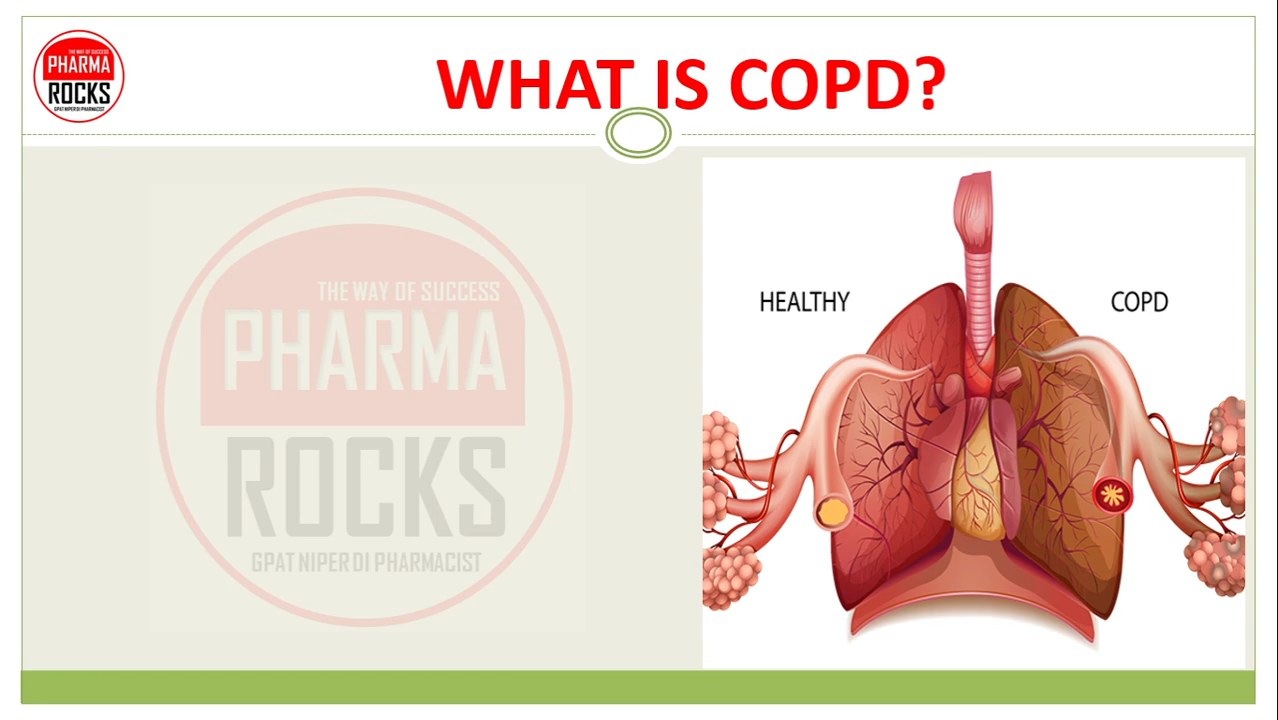 THE WAY OF SUCCESS
PHARMA
ROCKS
GPAT NIPER DI PHARMACIST
WHAT IS COPD?
THE WAY OF SUCCESS
PHARMA
ROCKS
GPAT NIPER DI PHARMACIST
HEALTHY
COPD